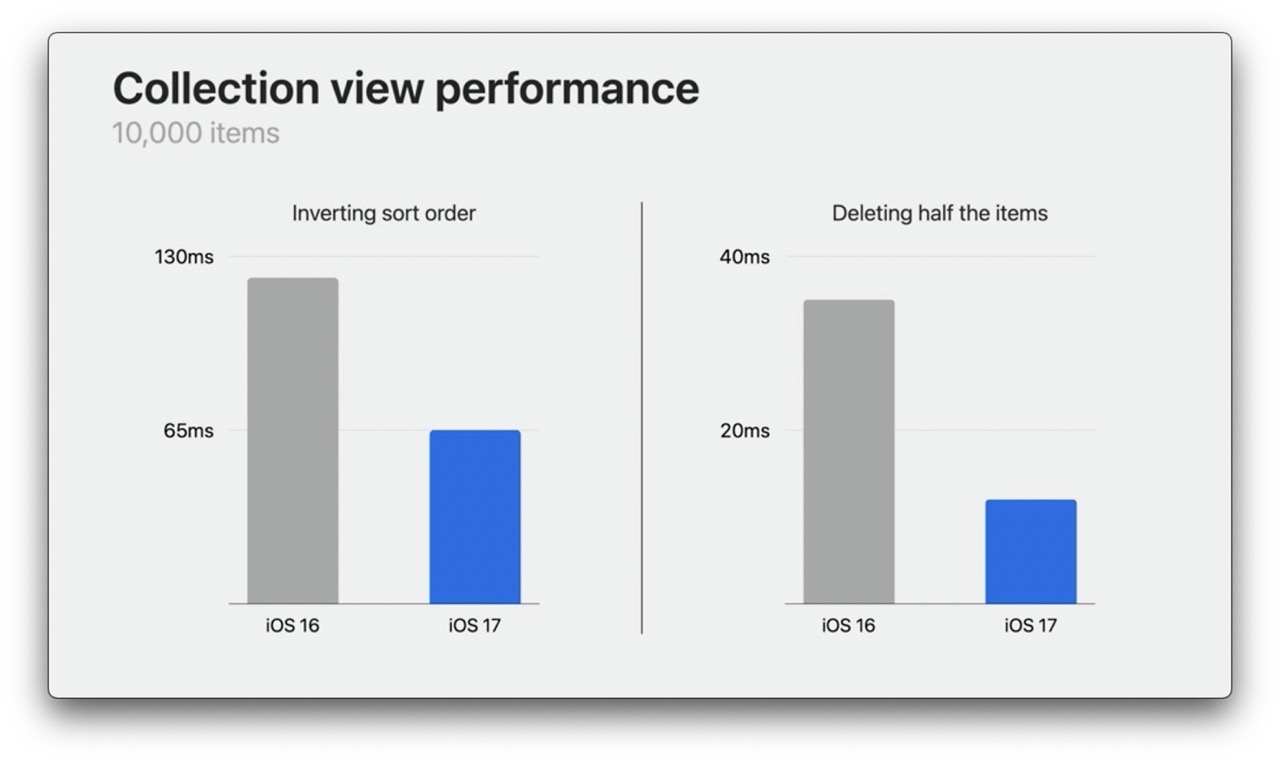 Collection view performance
10,000 items
Inverting sort order
130ms
65ms
iOS 16
iOS 17
Deleting half the items
40ms
20ms
iOS 16
iOS 17